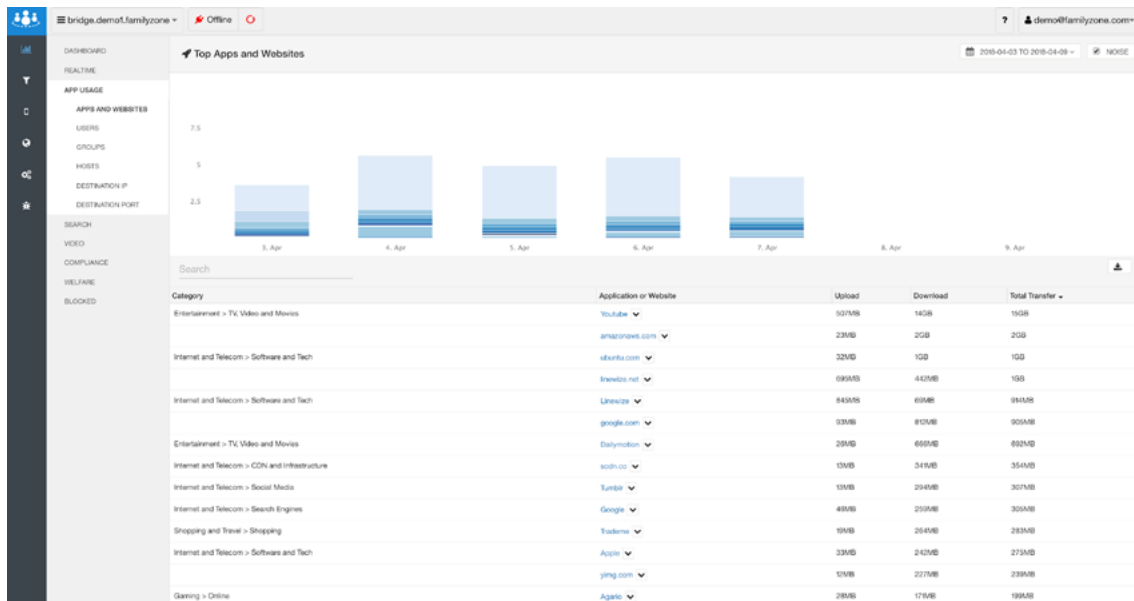 bridge.demo1.familyzone
Offline
?
demo@familyzone.com
DASHBOARD
REALTIME
APP USAGE
APPS AND WEBSITES
USERS
GROUPS
HOSTS
DESTINATION IP
DESTINATION PORT
SEARCH
VIDEO
COMPLIANCE
WELFARE
BLOCKED
Top Apps and Websites
2018-04-03 TO 2018-04-09
NOISE
7.5
5
2.5
3. Apr 4. Apr 5. Apr 6. Apr 7. Apr 8. Apr 9. Apr
Search
Category Application or Website Upload Download Total Transfer
Entertainment > TV, Video and Movies Youtube 507MB 14GB 15GB
amazonaws.com 23MB 2GB 2GB
Internet and Telecom > Software and Tech ubuntu.com 32MB 1GB 1GB
linewize.net 695MB 442MB 1GB
Internet and Telecom > Software and Tech Linewize 845MB 69MB 914MB
google.com 93MB 812MB 905MB
Entertainment > TV, Video and Movies Dailymotion 26MB 666MB 692MB
Internet and Telecom > CDN and Infrastructure 13MB 341MB 354MB
Internet and Telecom > Social Media Tumblr 13MB 294MB 307MB
Internet and Telecom > Search Engines Google 46MB 259MB 305MB
Shopping and Travel > Shopping Trademe 19MB 264MB 283MB
Internet and Telecom > Software and Tech Apple 33MB 242MB 275MB
yimg.com 12MB 227MB 239MB
Gaming > Online Agario 28MB 171MB 199MB